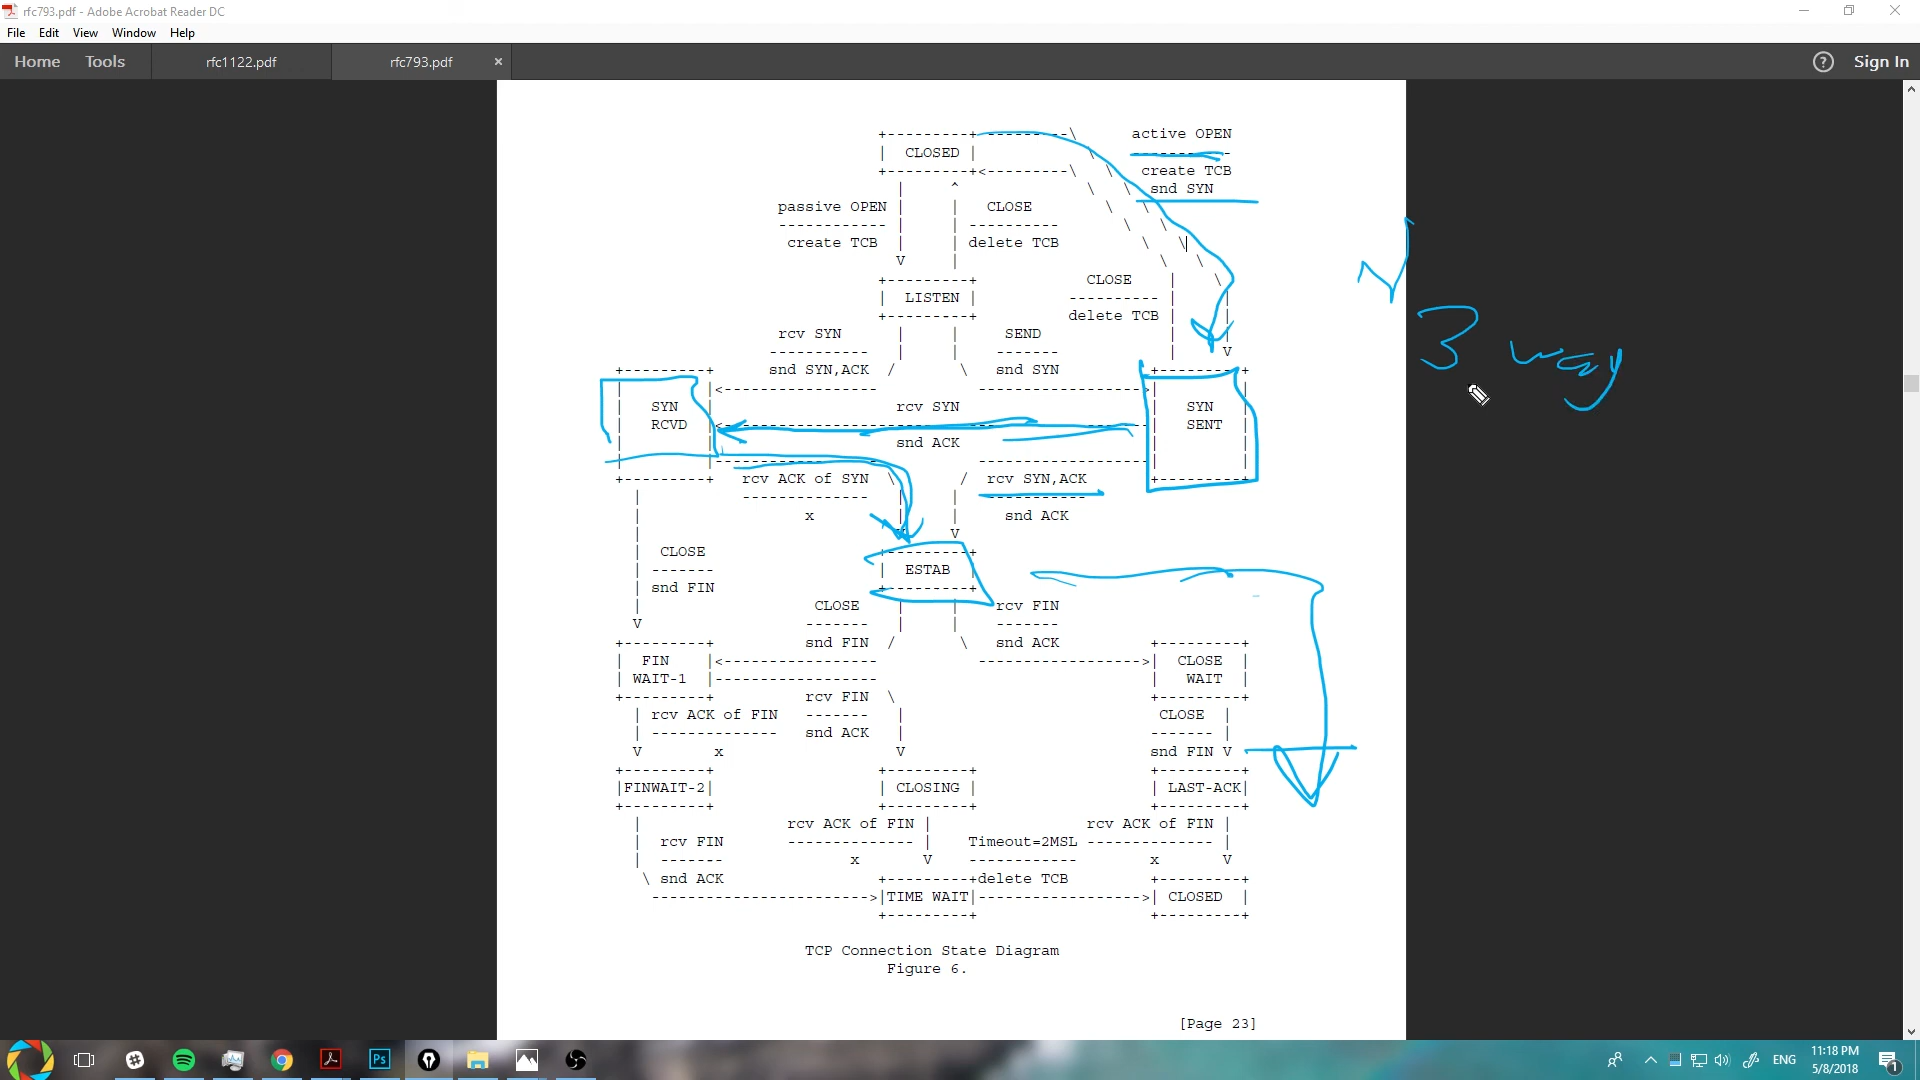 rfc793.pdf - Adobe Acrobat Reader DC
File Edit View Window Help
Home Tools rfc1122.pdf rfc793.pdf × ? Sign In
+---------+ ---------\ active OPEN
| CLOSED | \ -----------
+---------+<---------\ \ create TCB
| ^ \ \ snd SYN
passive OPEN | | CLOSE \ \
------------ | | ---------- \ \
create TCB | | delete TCB \ \
V | \ \
+---------+ CLOSE | \
| LISTEN | ---------- | |
+---------+ delete TCB | |
rcv SYN | | SEND | |
----------- | | ------- | V
snd SYN,ACK / \ snd SYN
+---------+ +---------+
| |<----------------- ------------------>| |
| SYN | rcv SYN | SYN |
| RCVD |<-----------------------------------------------| SENT |
| | snd ACK | |
| |------------------ -------------------| |
+---------+ rcv ACK of SYN \ / rcv SYN,ACK +---------+
| -------------- | | -----------
| x | | snd ACK
| V V
| CLOSE +---------+
| ------- | ESTAB |
| snd FIN +---------+
| CLOSE | | rcv FIN
V ------- | | -------
+---------+ snd FIN / \ snd ACK +---------+
| FIN |<----------------- ------------------>| CLOSE |
| WAIT-1 |------------------ | WAIT |
+---------+ rcv FIN \ +---------+
| rcv ACK of FIN ------- | CLOSE |
| -------------- snd ACK | ------- |
V x V snd FIN V
+---------+ +---------+ +---------+
|FINWAIT-2| | CLOSING | | LAST-ACK|
+---------+ +---------+ +---------+
| rcv ACK of FIN | rcv ACK of FIN |
| rcv FIN -------------- | Timeout=2MSL -------------- |
| ------- x V ------------ x V
\ snd ACK +---------+delete TCB +---------+
------------------------>|TIME WAIT|------------------>| CLOSED |
+---------+ +---------+
TCP Connection State Diagram
Figure 6.
[Page 23]
3 way
Ps ENG 11:18 PM
5/8/2018
1